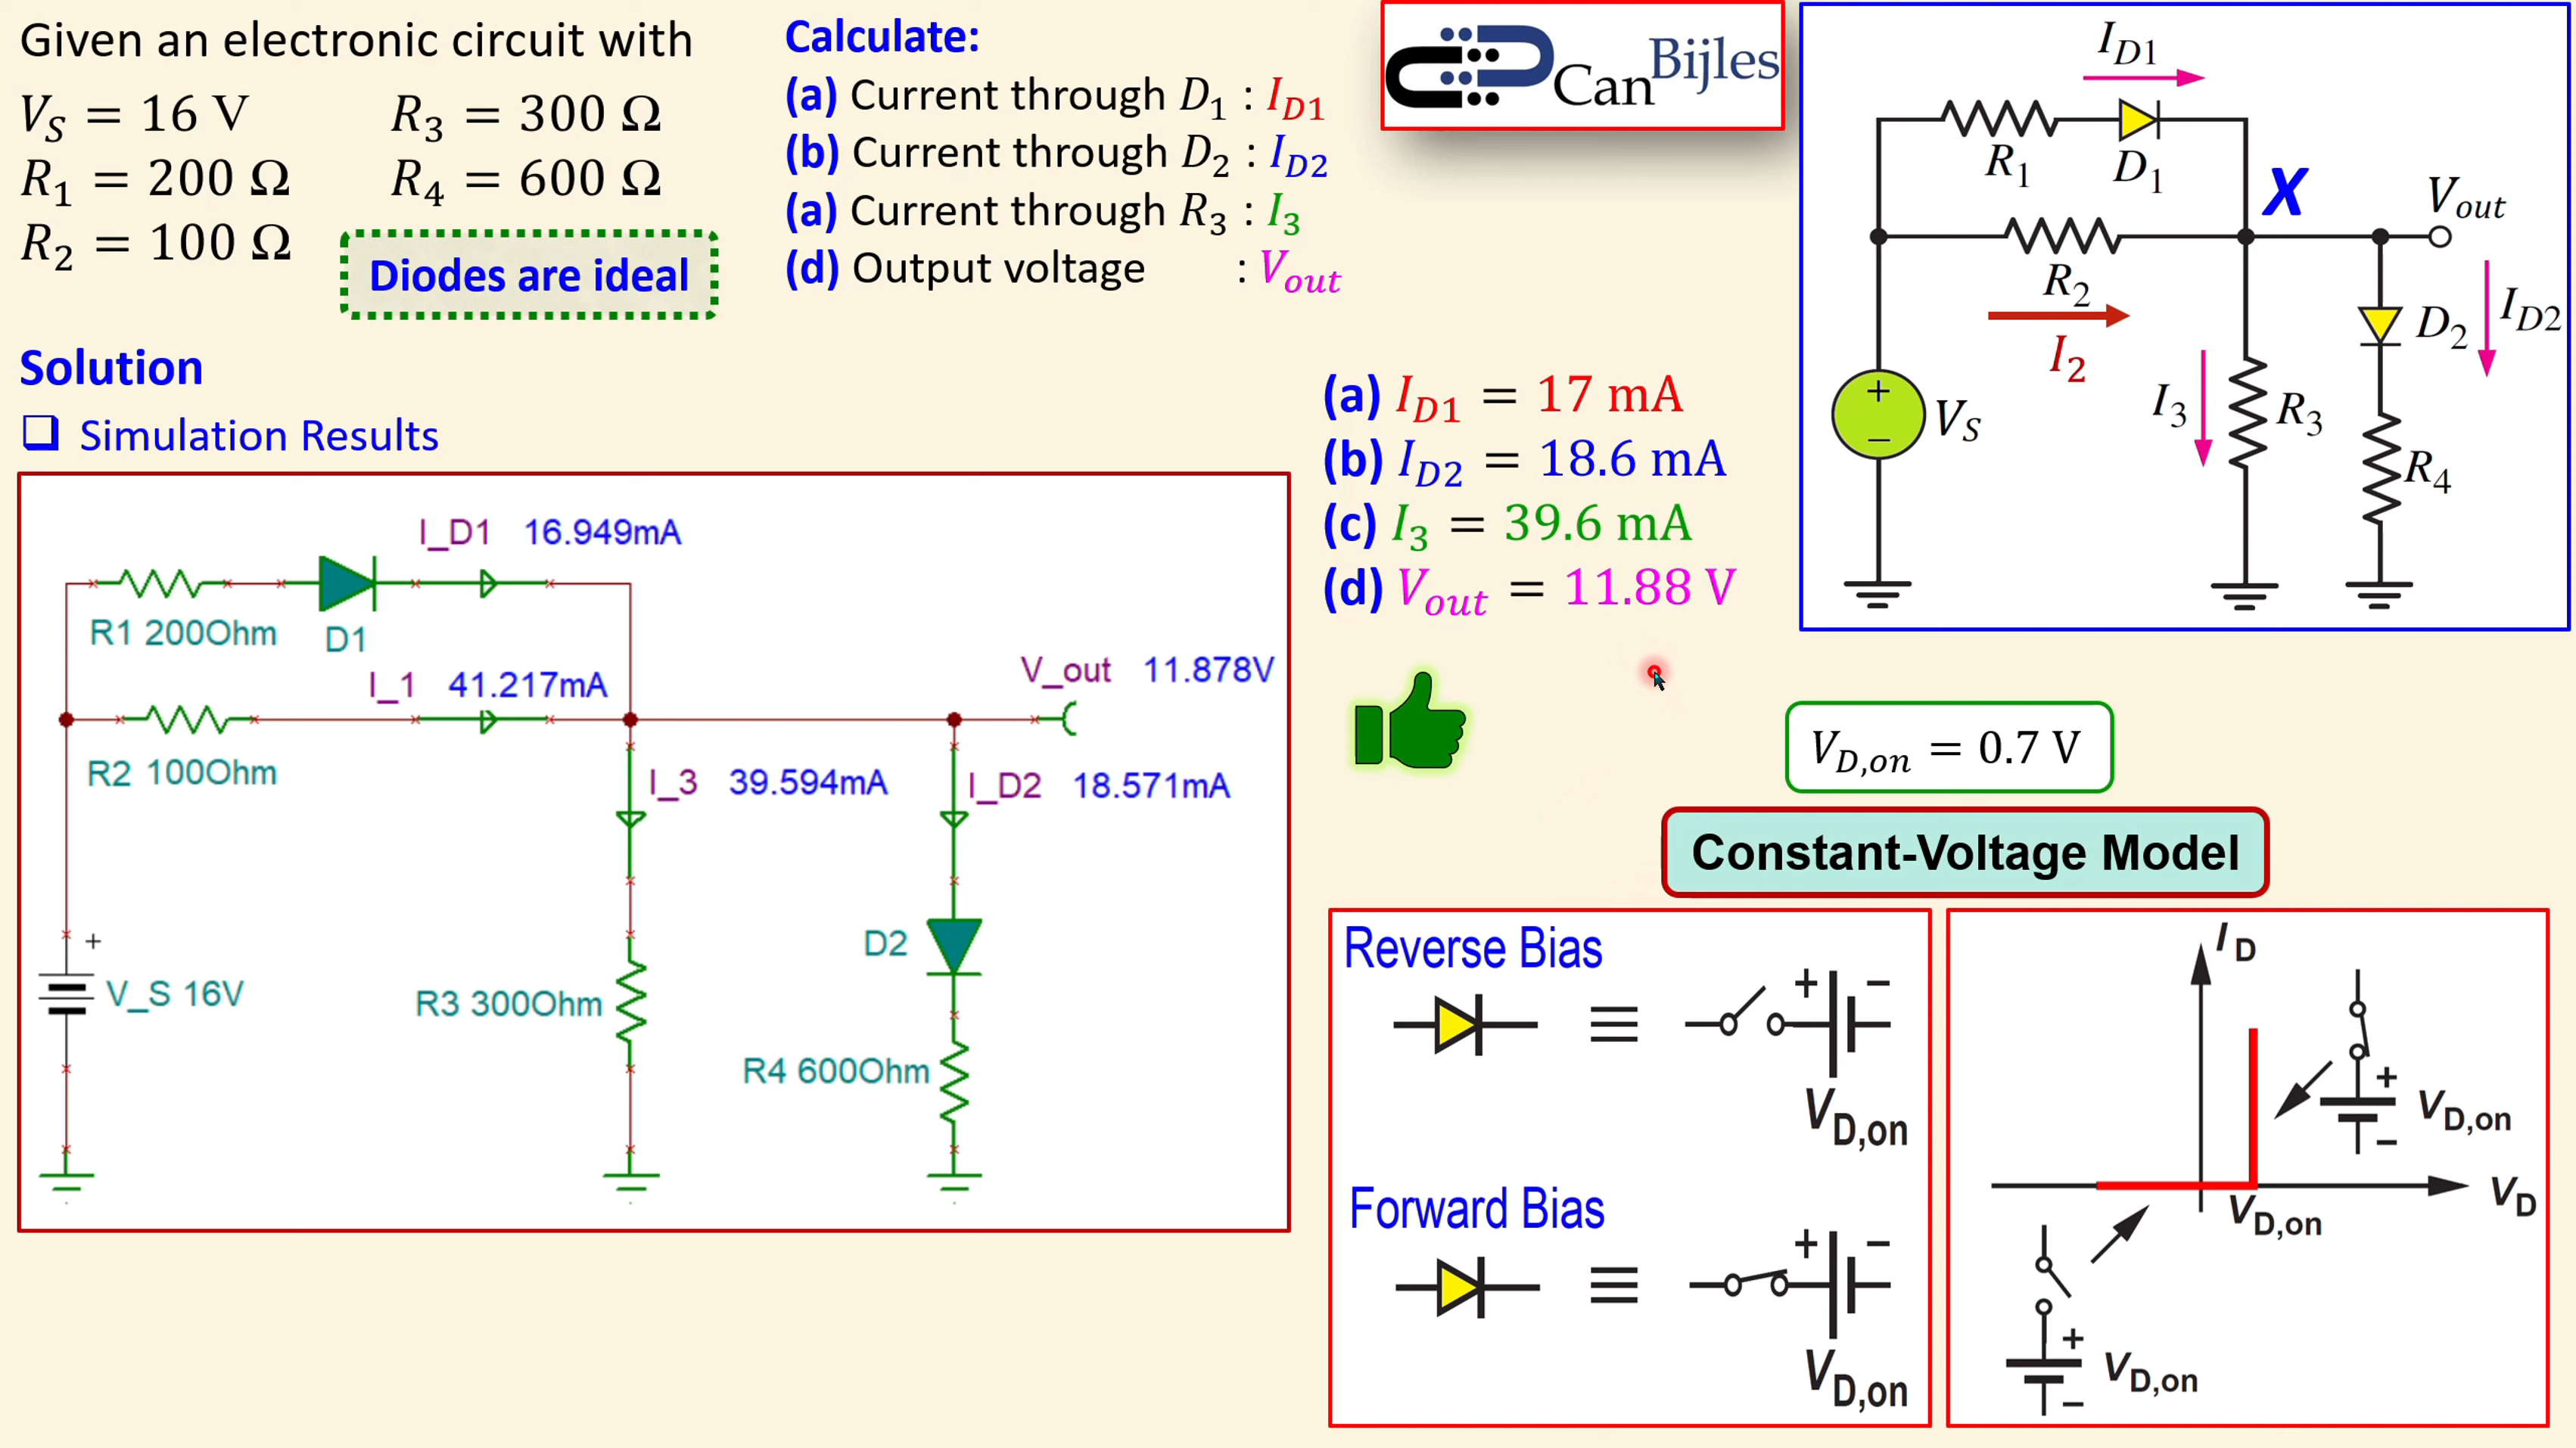 Given an electronic circuit with
V_S = 16 V
R_3 = 300 Ω
R_1 = 200 Ω
R_4 = 600 Ω
R_2 = 100 Ω
Diodes are ideal
Calculate:
(a) Current through D_1 : I_D1
(b) Current through D_2 : I_D2
(a) Current through R_3 : I_3
(d) Output voltage : V_out
Can Bijles
I_D1
R_1
D_1
X
V_out
R_2
I_2
D_2
I_D2
V_S
+
−
I_3
R_3
R_4
Solution
❑ Simulation Results
I_D1 16.949mA
R1 200Ohm
D1
I_1 41.217mA
V_out 11.878V
R2 100Ohm
I_3 39.594mA
I_D2 18.571mA
+
D2
V_S 16V
R3 300Ohm
R4 600Ohm
(a) I_D1 = 17 mA
(b) I_D2 = 18.6 mA
(c) I_3 = 39.6 mA
(d) V_out = 11.88 V
V_D,on = 0.7 V
Constant-Voltage Model
Reverse Bias
≡
+ −
V_D,on
Forward Bias
≡
+ −
V_D,on
I_D
+
V_D,on
−
V_D
V_D,on
+
V_D,on
−